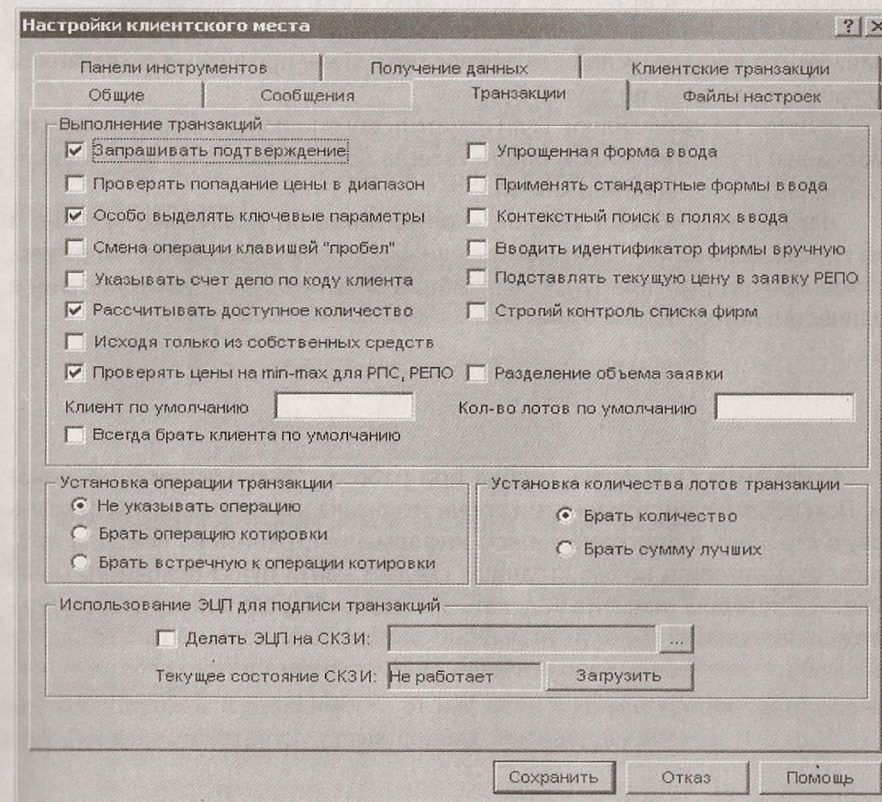 Настройки клиентского места
Панели инструментов Получение данных Клиентские транзакции
Общие Сообщения Транзакции Файлы настроек
Выполнение транзакций
Запрашивать подтверждение Упрощенная форма ввода
Проверять попадание цены в диапазон Применять стандартные формы ввода
Особо выделять ключевые параметры Контекстный поиск в полях ввода
Смена операции клавишей "пробел" Вводить идентификатор фирмы вручную
Указывать счет депо по коду клиента Подставлять текущую цену в заявку РЕПО
Рассчитывать доступное количество Строгий контроль списка фирм
Исходя только из собственных средств
Проверять цены на min-max для РПС, РЕПО Разделение объема заявки
Клиент по умолчанию Кол-во лотов по умолчанию
Всегда брать клиента по умолчанию
Установка операции транзакции Установка количества лотов транзакции
Не указывать операцию Брать количество
Брать операцию котировки Брать сумму лучших
Брать встречную к операции котировки
Использование ЭЦП для подписи транзакций
Делать ЭЦП на СКЗИ: ...
Текущее состояние СКЗИ: Не работает Загрузить
Сохранить Отказ Помощь